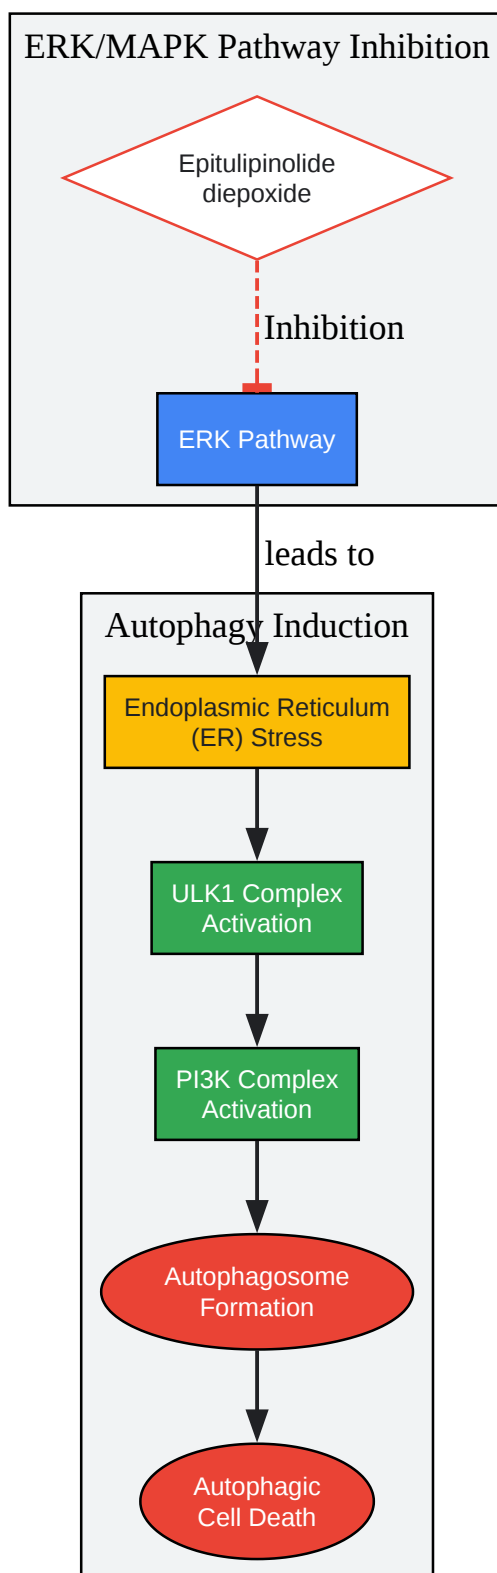 ERK/MAPK Pathway Inhibition
Epitulipinolide
diepoxide
Inhibition
ERK Pathway
leads to
Autophagy Induction
Endoplasmic Reticulum
(ER) Stress
ULK1 Complex
Activation
PI3K Complex
Activation
Autophagosome
Formation
Autophagic
Cell Death